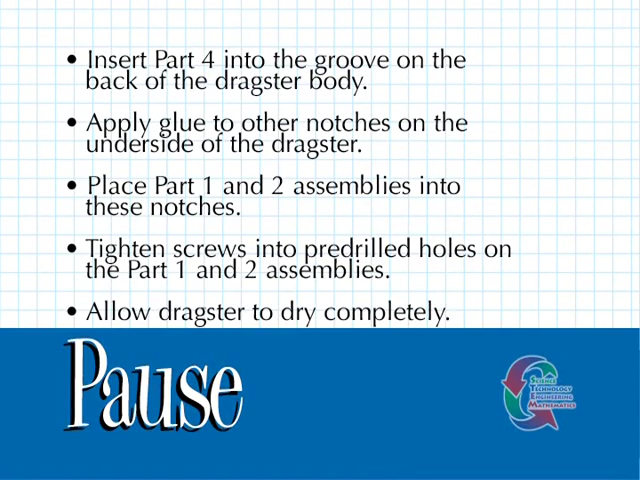 • Insert Part 4 into the groove on the
back of the dragster body.
• Apply glue to other notches on the
underside of the dragster.
• Place Part 1 and 2 assemblies into
these notches.
• Tighten screws into predrilled holes on
the Part 1 and 2 assemblies.
• Allow dragster to dry completely.
Pause
Science
Technology
Engineering
Mathematics